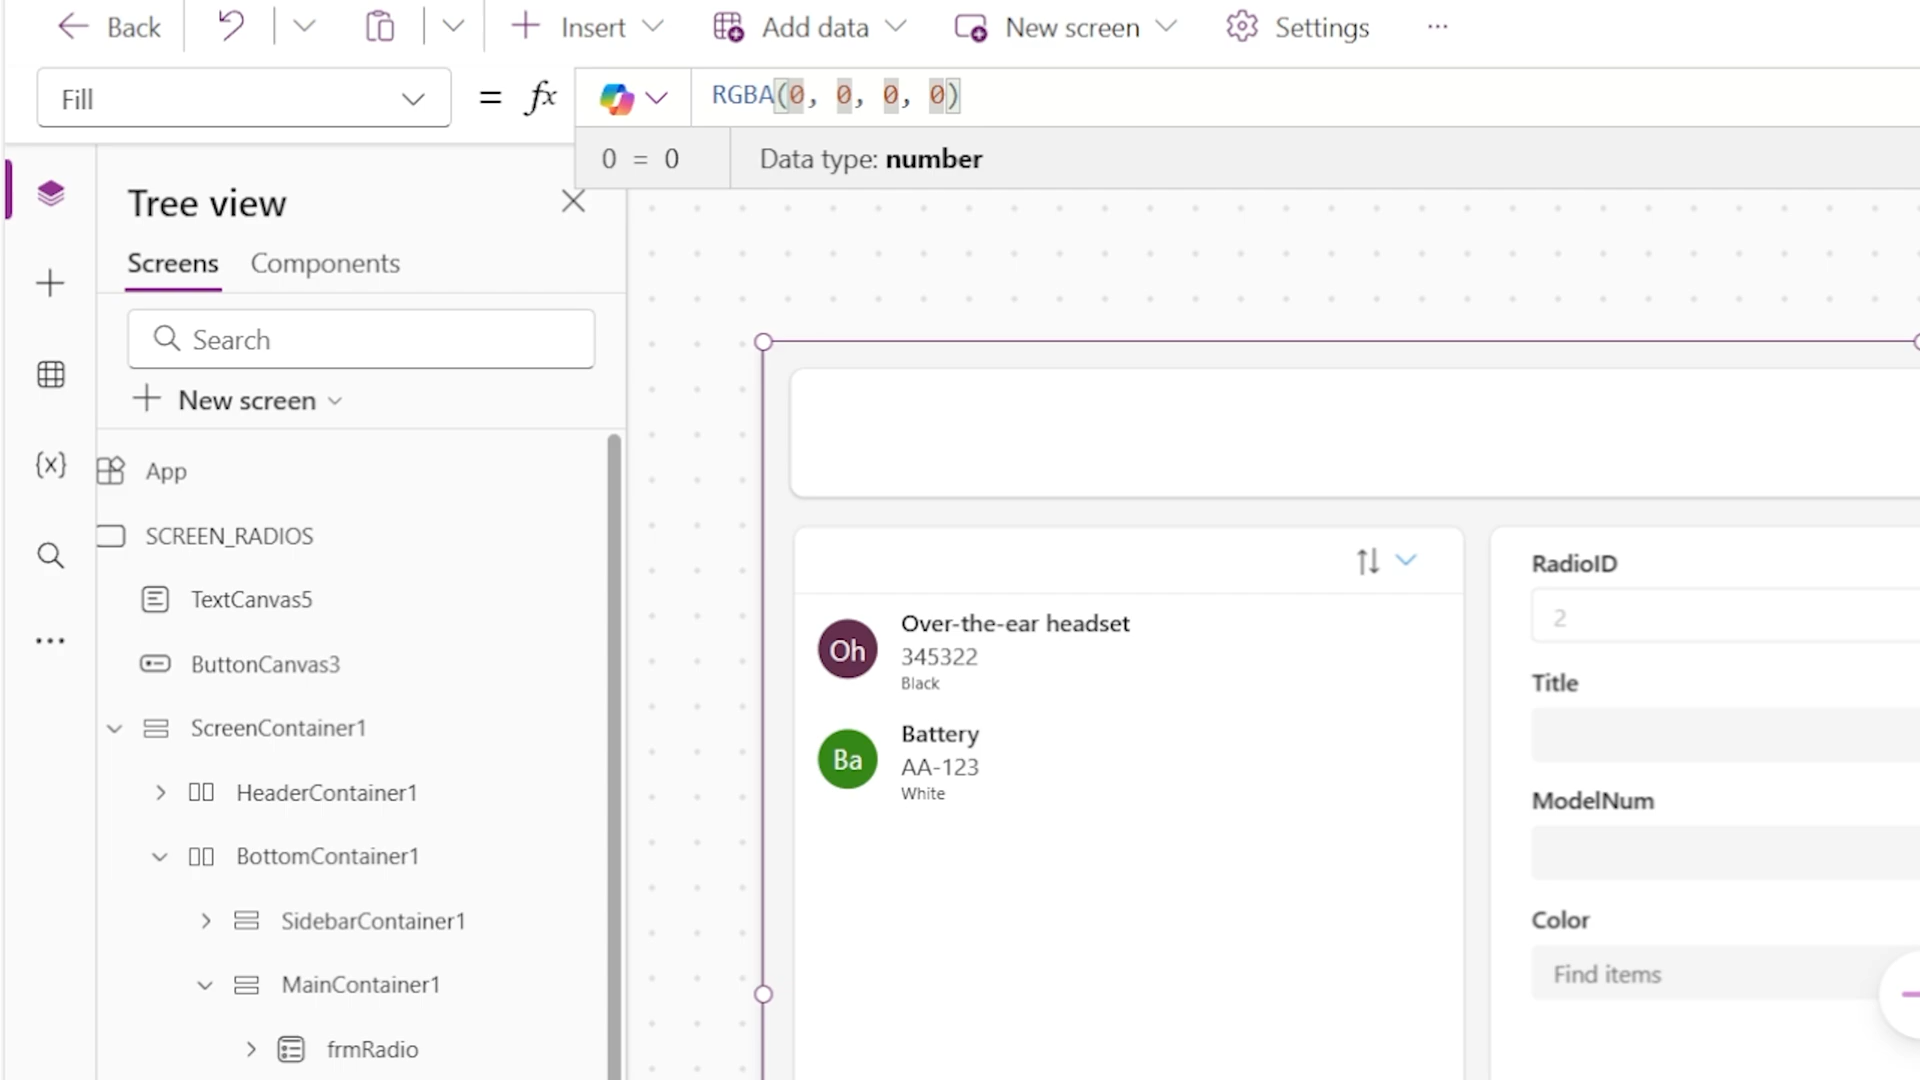 Back
Insert
Add data
New screen
Settings
...
Fill
= fx
RGBA(0, 0, 0, 0)
0 = 0
Data type: number
Tree view
Screens
Components
Search
New screen
App
SCREEN_RADIOS
TextCanvas5
ButtonCanvas3
ScreenContainer1
HeaderContainer1
BottomContainer1
SidebarContainer1
MainContainer1
frmRadio
Oh
Over-the-ear headset
345322
Black
Ba
Battery
AA-123
White
RadioID
2
Title
ModelNum
Color
Find items